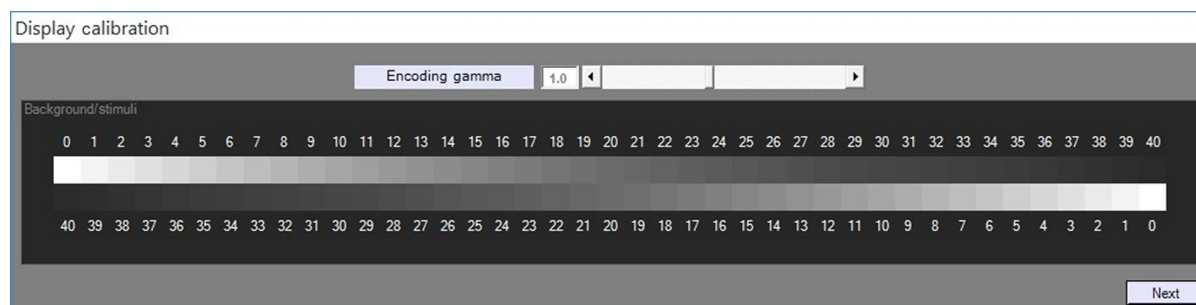 Display calibration
Encoding gamma 1.0
Background/stimuli
0 1 2 3 4 5 6 7 8 9 10 11 12 13 14 15 16 17 18 19 20 21 22 23 24 25 26 27 28 29 30 31 32 33 34 35 36 37 38 39 40
40 39 38 37 36 35 34 33 32 31 30 29 28 27 26 25 24 23 22 21 20 19 18 17 16 15 14 13 12 11 10 9 8 7 6 5 4 3 2 1 0
Next